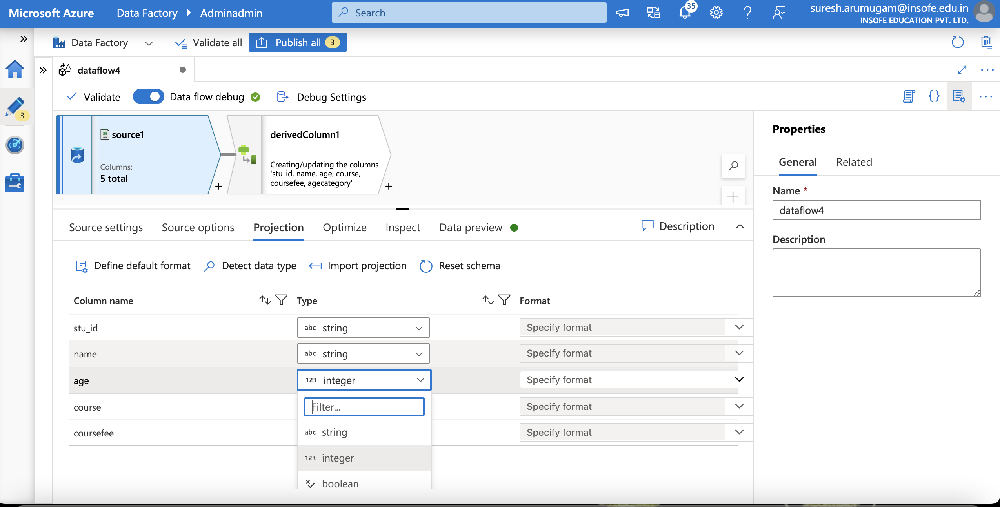 Microsoft Azure
Data Factory
Adminadmin
Search
35
suresh.arumugam@insofe.edu.in
INSOFE EDUCATION PVT. LTD.
Data Factory
Validate all
Publish all 3
dataflow4
3
Validate
Data flow debug
Debug Settings
csv
source1
Columns:
5 total
+
derivedColumn1
Creating/updating the columns
'stu_id, name, age, course,
coursefee, agecategory'
+
Properties
General
Related
Name *
dataflow4
Description
Source settings
Source options
Projection
Optimize
Inspect
Data preview
Description
Define default format
Detect data type
Import projection
Reset schema
Column name
Type
Format
stu_id
abc string
Specify format
name
abc string
Specify format
age
123 integer
Specify format
Filter...
course
Specify format
abc string
coursefee
Specify format
123 integer
boolean